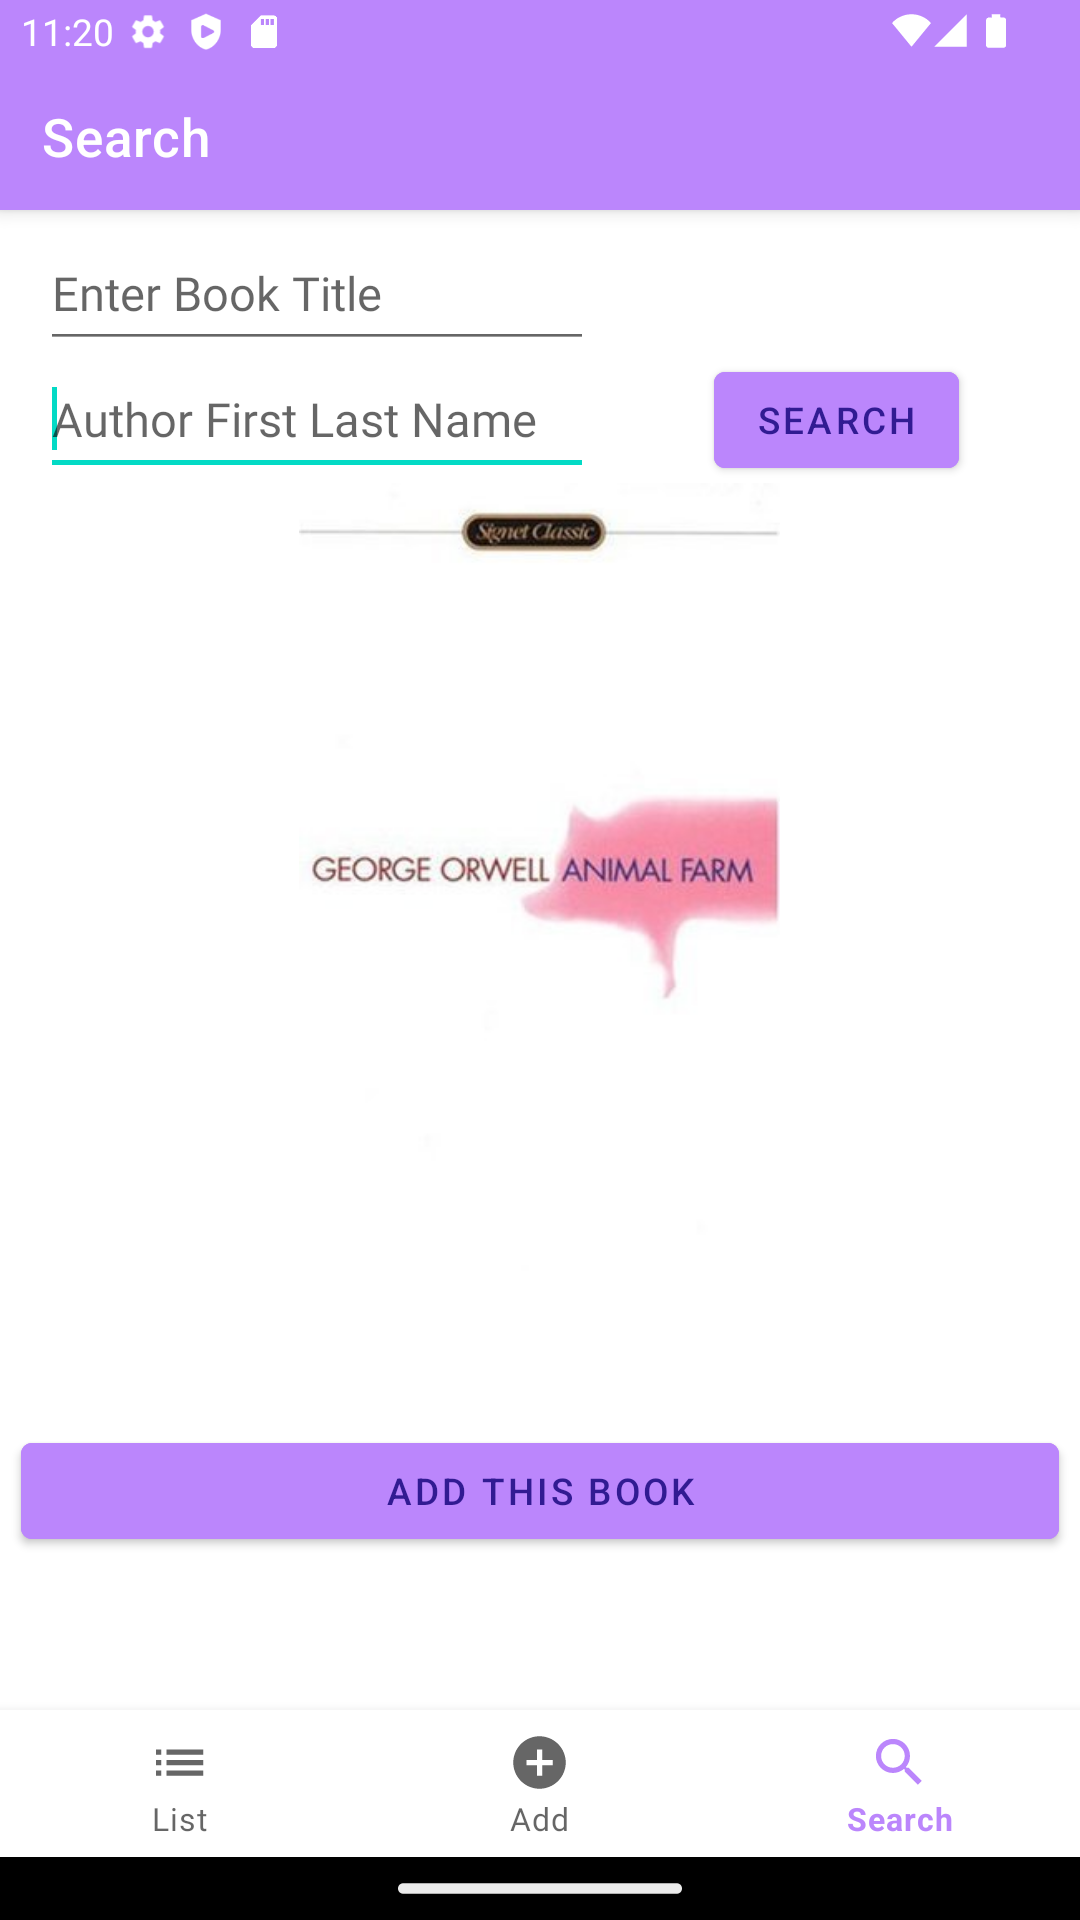 11:20
Search
Enter Book Title
Author First Last Name
SEARCH
Signet Classic
GEORGE ORWELL ANIMAL FARM
ADD THIS BOOK
List
Add
Search